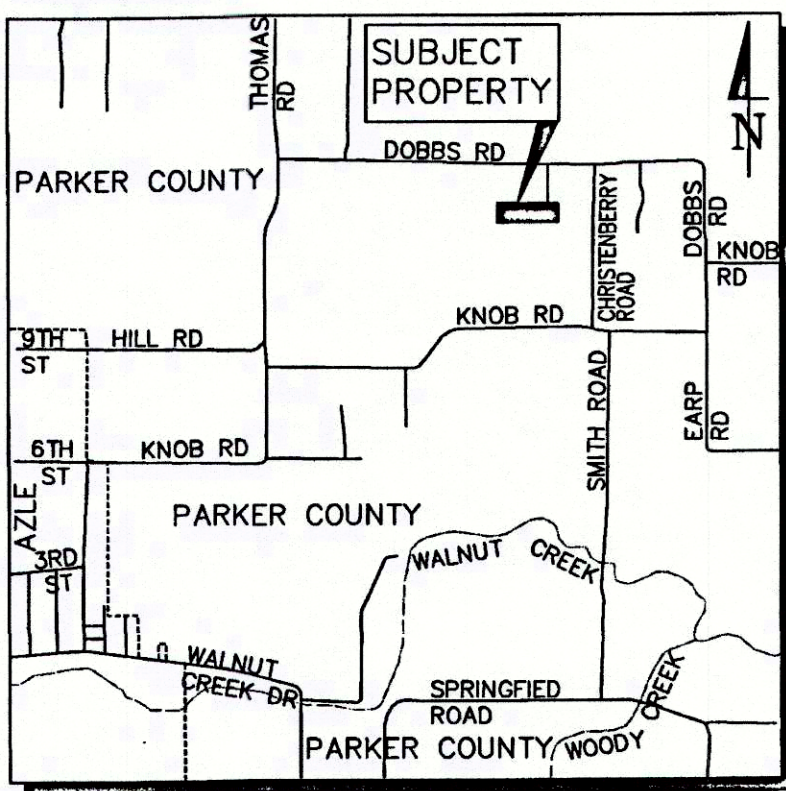 THOMAS
RD
SUBJECT
PROPERTY
N
DOBBS RD
PARKER COUNTY
CHRISTENBERRY
ROAD
DOBBS
RD
KNOB
RD
KNOB RD
9TH
ST
HILL RD
SMITH ROAD
EARP
RD
6TH
ST
KNOB RD
AZLE
PARKER COUNTY
3RD
ST
WALNUT CREEK
WALNUT
CREEK DR
SPRINGFIED
ROAD
WOODY CREEK
PARKER COUNTY